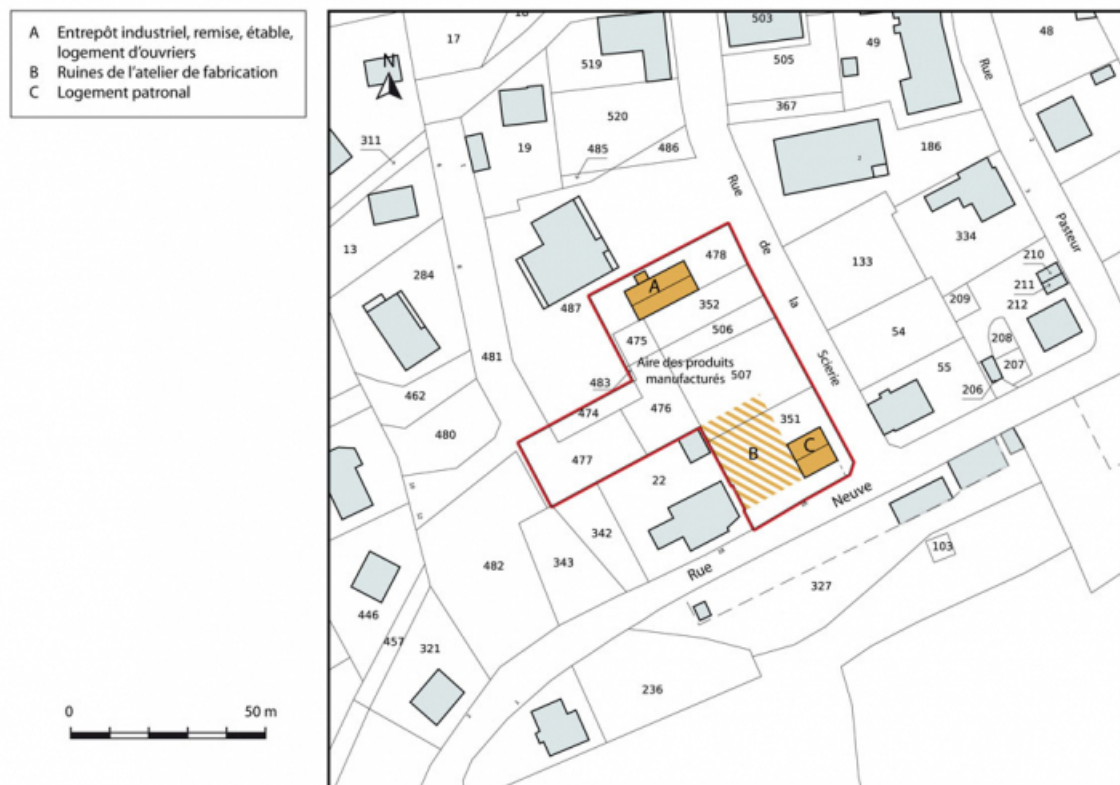 A Entrepôt industriel, remise, étable,
logement d'ouvriers
B Ruines de l'atelier de fabrication
C Logement patronal
N
0 50 m
17
503
49
48
519
505
367
520
311
19
485
486
186
Rue
de
la
Scierie
Rue
Pasteur
13
284
334
133
210
211
212
209
208
207
206
54
55
487
478
A
352
475
506
Aire des produits
manufacturés
507
483
481
462
474
476
351
480
477
B
C
22
Rue Neuve
342
343
482
103
327
446
457
321
236